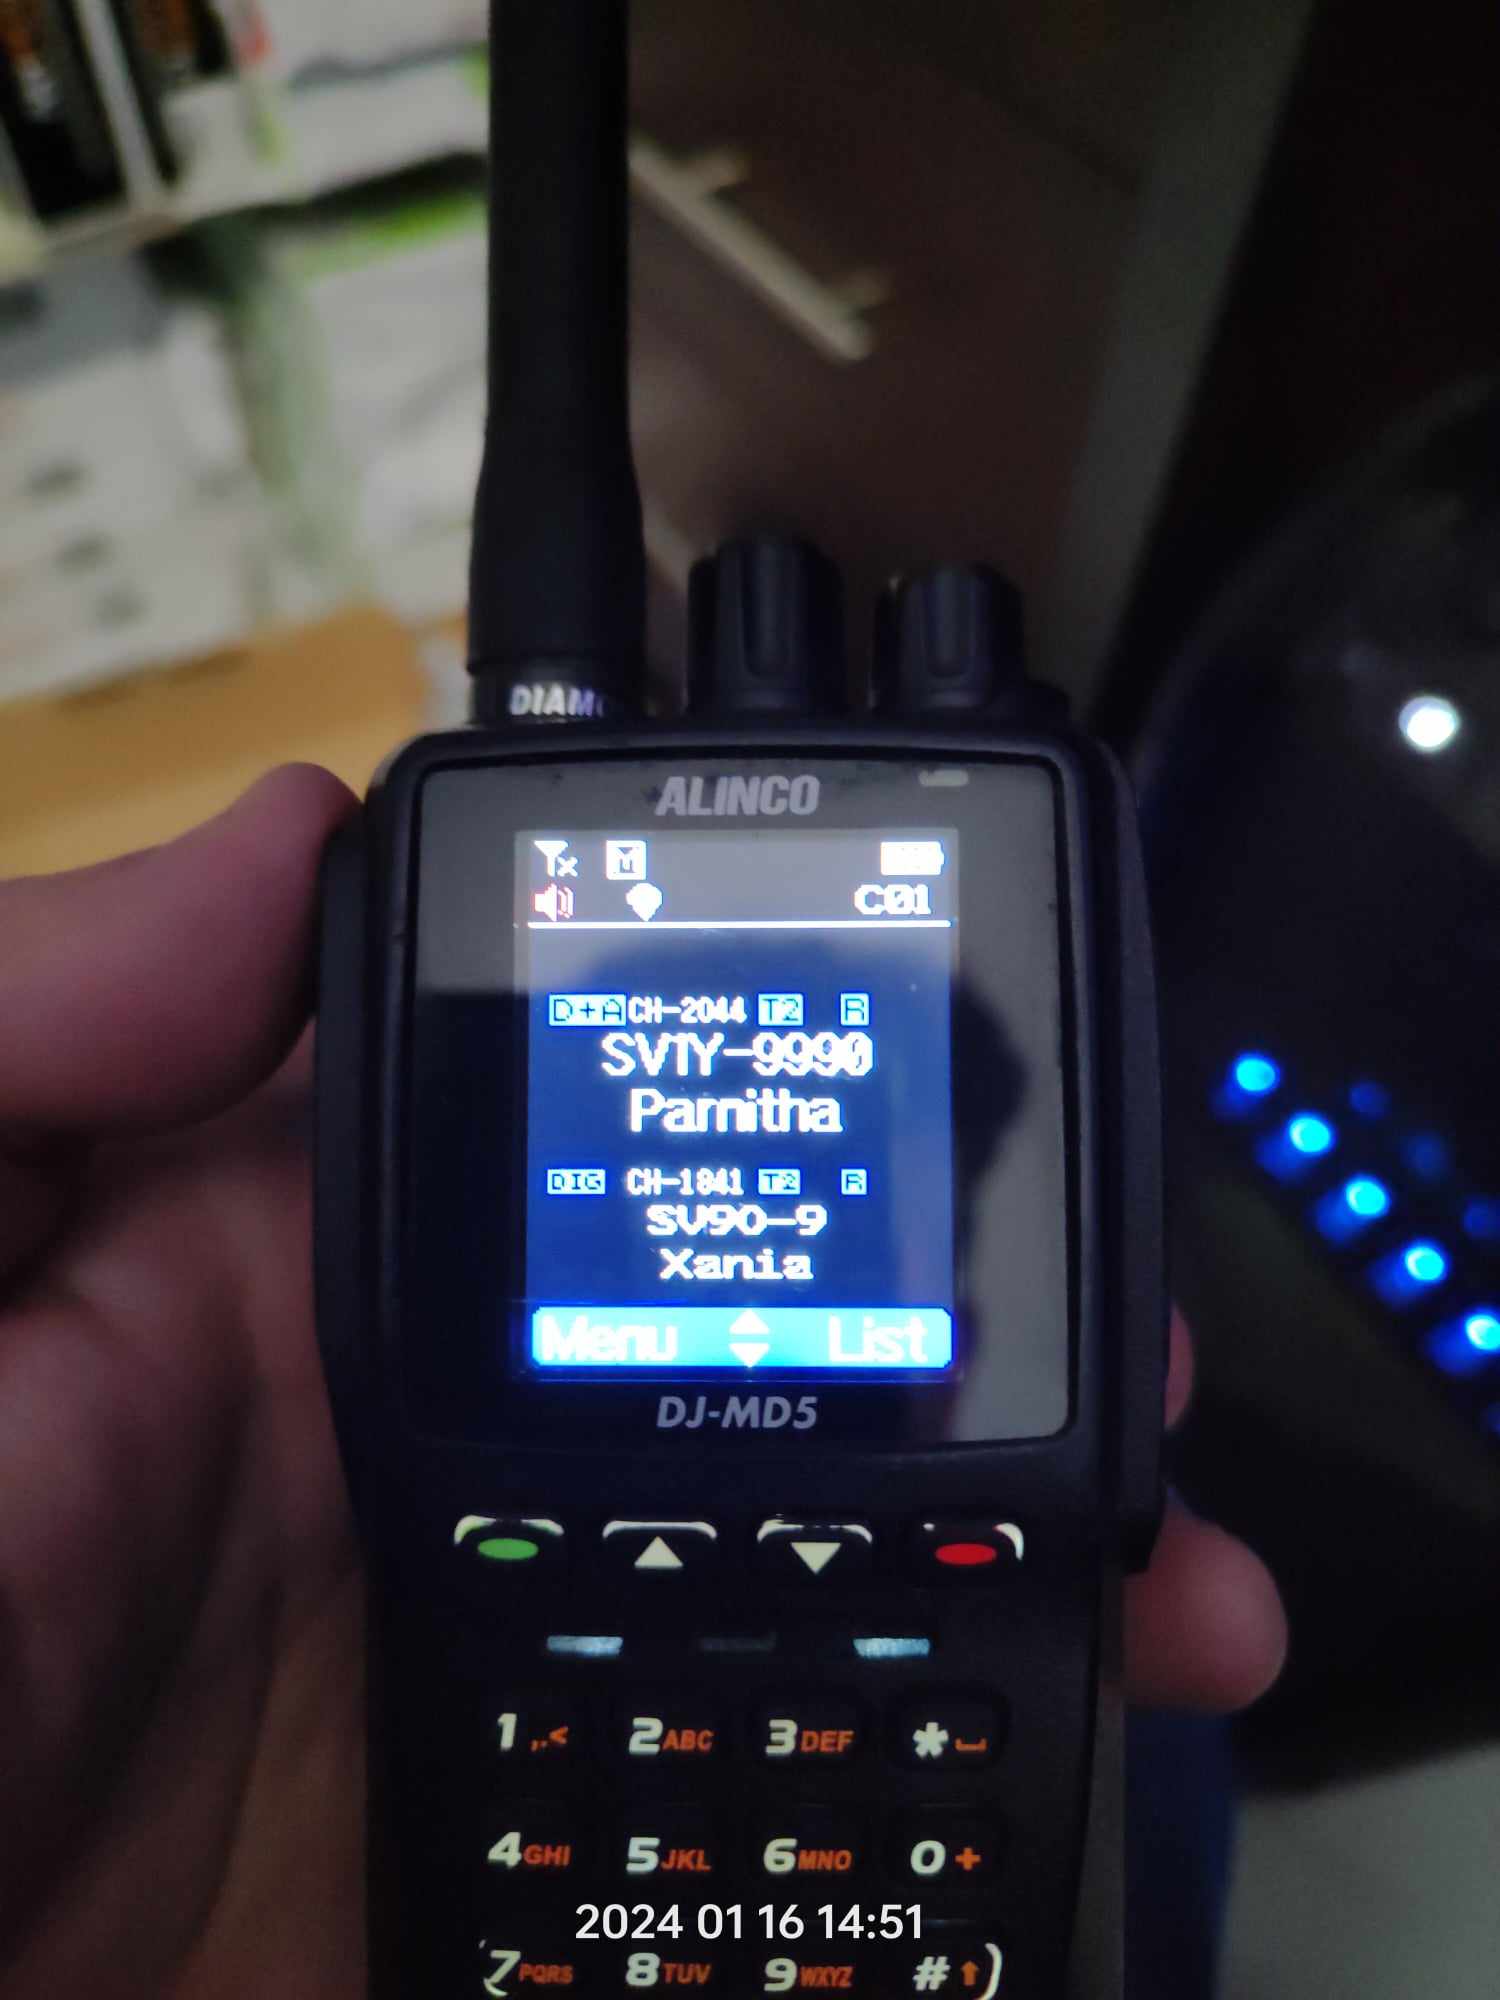 DIAM
ALINCO
Tx M
C01
D+A CH-2044 T2 R
SV1Y-9990
Parnitha
DIG CH-1841 T2 R
SV9O-9
Xania
Menu List
DJ-MD5
1,.< 2ABC 3DEF *
4GHI 5JKL 6MNO 0+
2024 01 16 14:51
7PQRS 8TUV 9WXYZ #